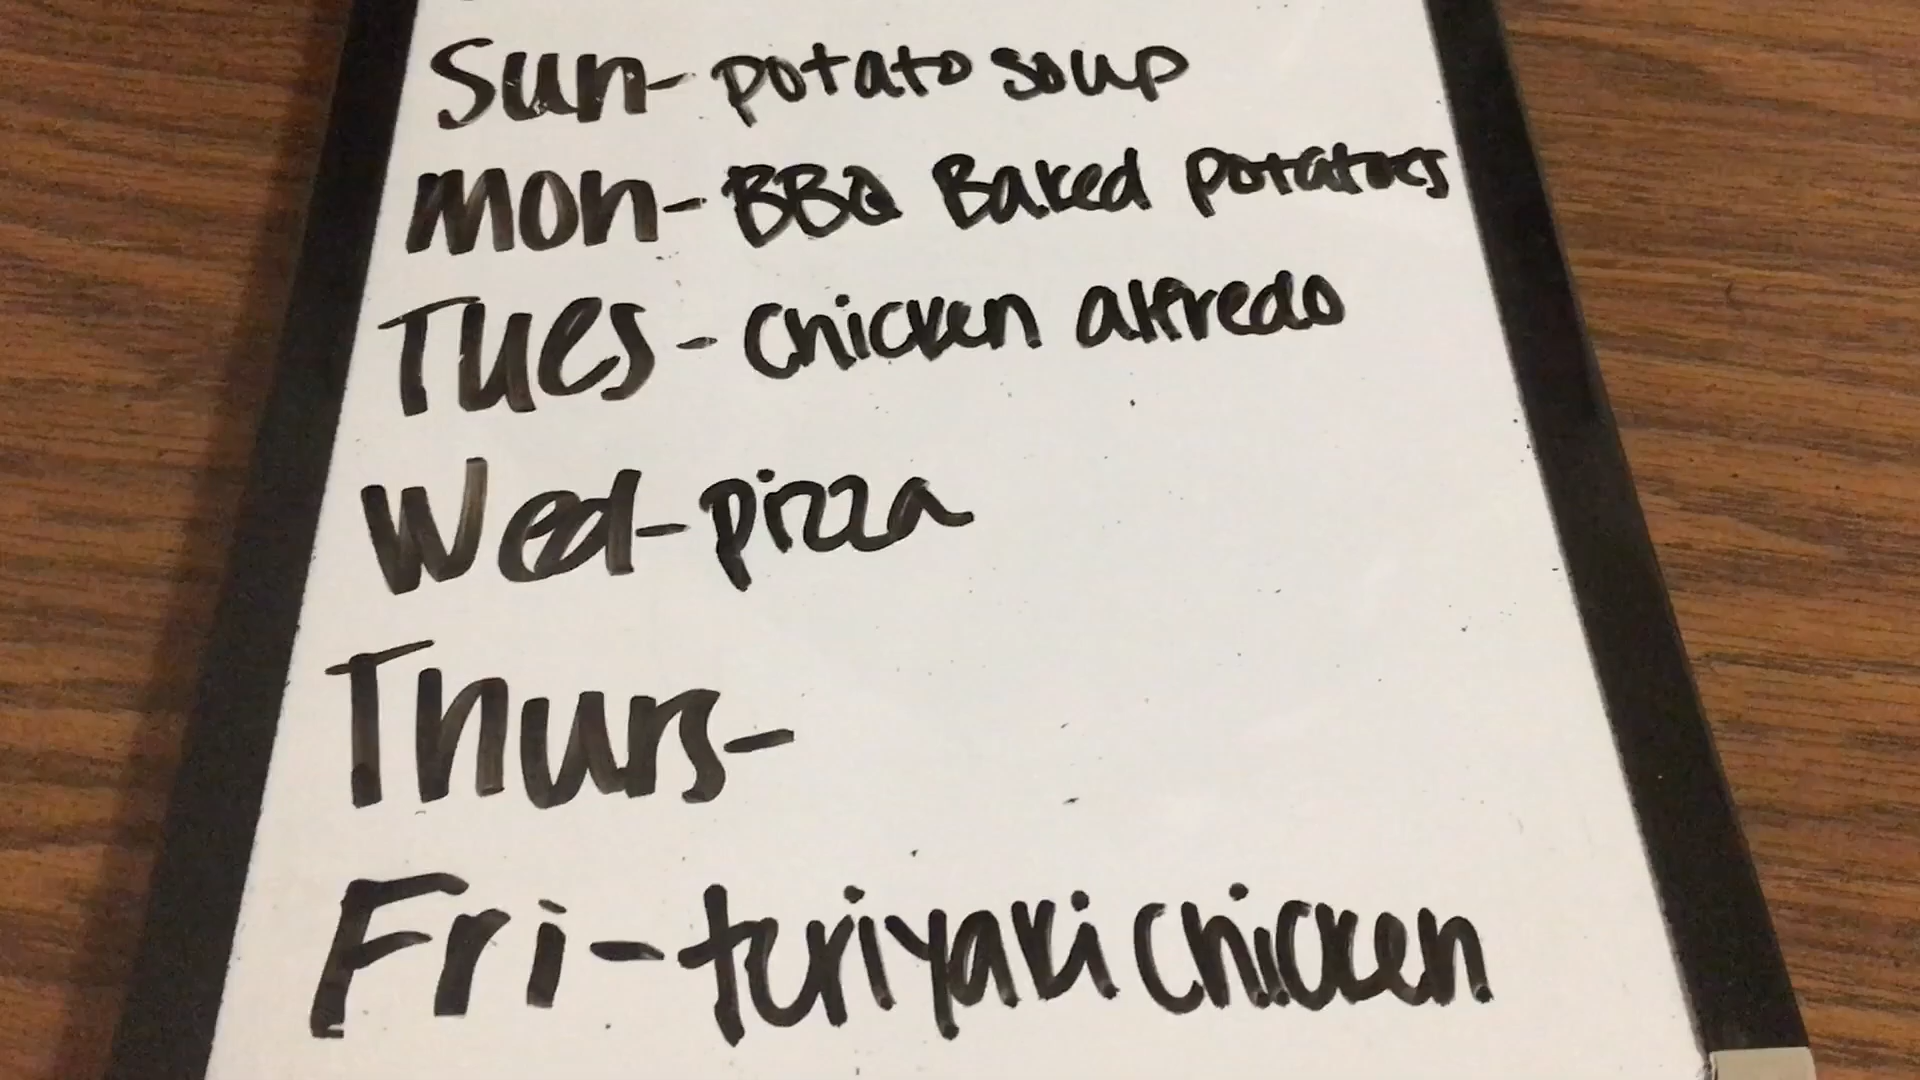 Sun- potato soup
Mon- BBQ Baked potatoes
Tues- Chicken alfredo
Wed- pizza
Thurs-
Fri- teriyaki chicken